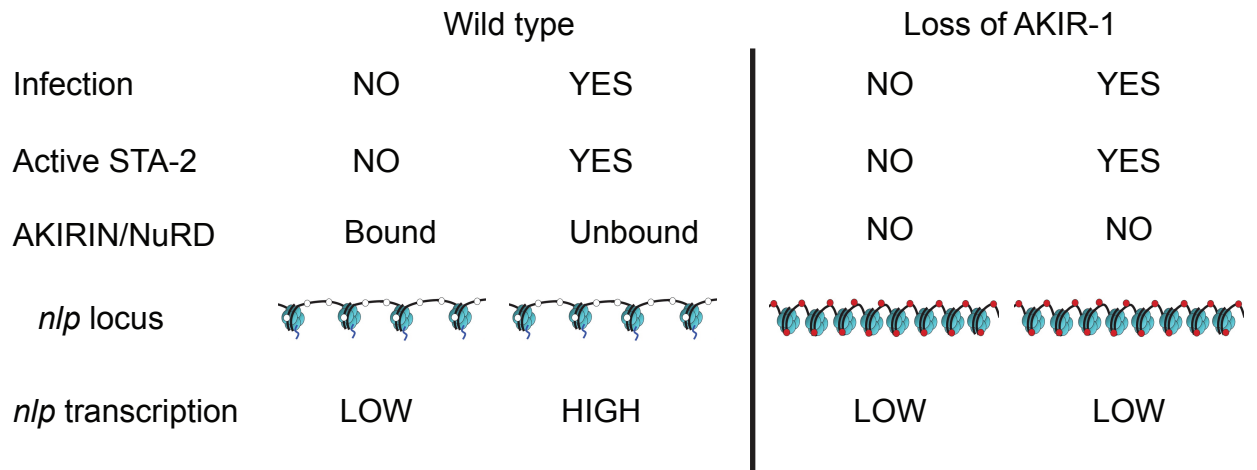 Wild type Loss of AKIR-1
Infection NO YES NO YES
Active STA-2 NO YES NO YES
AKIRIN/NuRD Bound Unbound NO NO
nlp locus
nlp transcription LOW HIGH LOW LOW